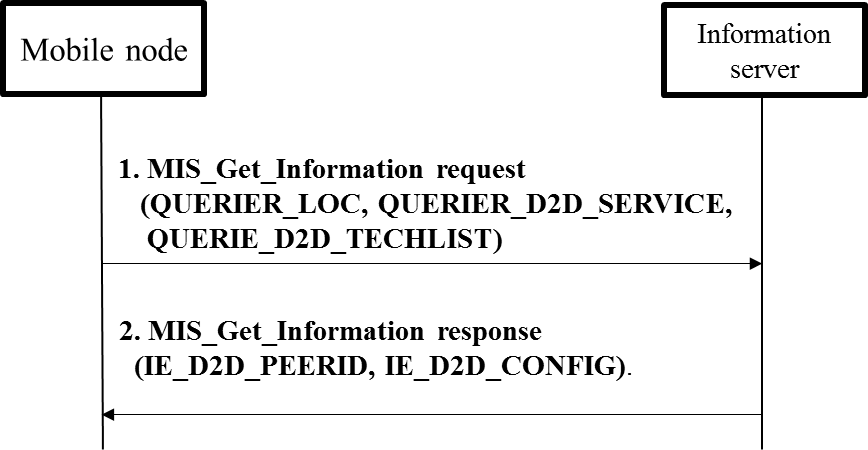 Mobile node
Information
server
1. MIS_Get_Information request
(QUERIER_LOC, QUERIER_D2D_SERVICE,
QUERIE_D2D_TECHLIST)
2. MIS_Get_Information response
(IE_D2D_PEERID, IE_D2D_CONFIG).